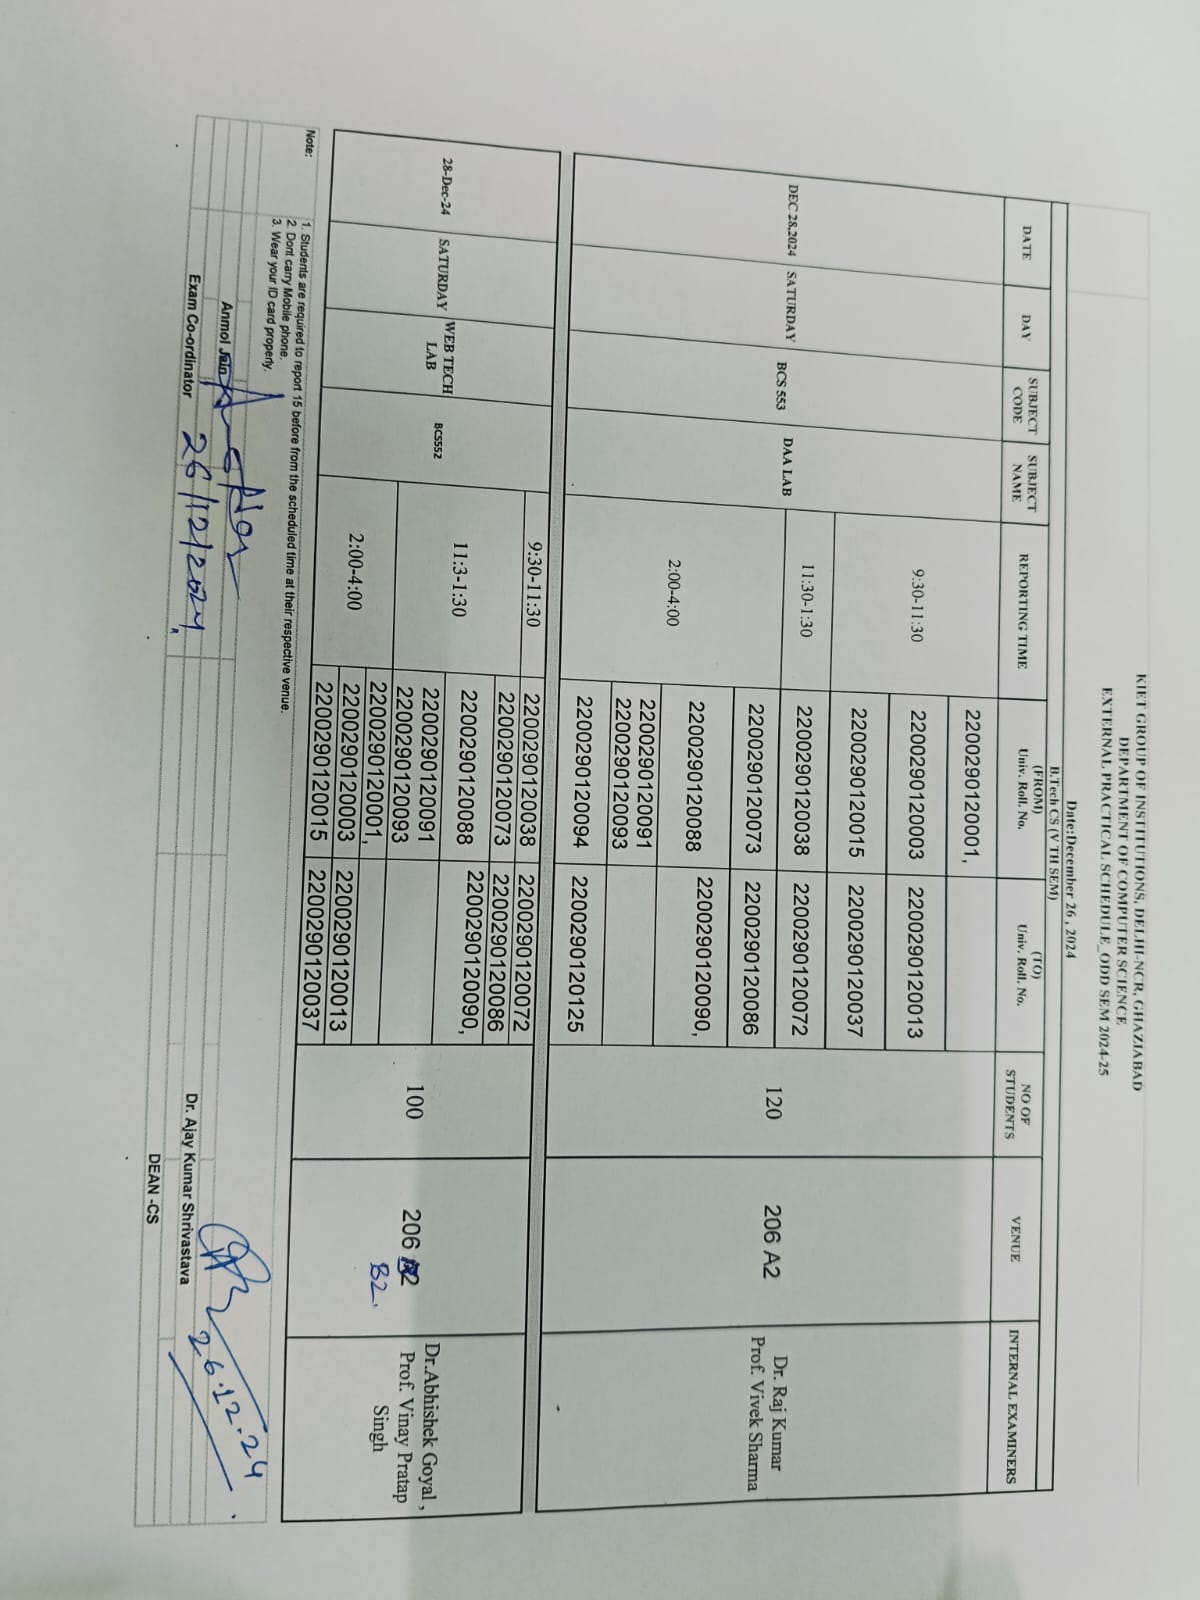 KIET GROUP OF INSTITUTIONS, DELHI-NCR, GHAZIABAD
DEPARTMENT OF COMPUTER SCIENCE
EXTERNAL PRACTICAL SCHEDULE_ODD SEM 2024-25
Date:December 26 , 2024
B.Tech CS (V TH SEM)
DATE DAY SUBJECT CODE SUBJECT NAME REPORTING TIME (FROM) Univ. Roll. No. (TO) Univ. Roll. No. NO OF STUDENTS VENUE INTERNAL EXAMINERS
DEC 28,2024 SATURDAY BCS 553 DAA LAB
9:30-11:30
2200290120001,
2200290120003 2200290120013
2200290120015 2200290120037
11:30-1:30 2200290120038 2200290120072
2:00-4:00
2200290120073 2200290120086
2200290120088 2200290120090,
2200290120091
2200290120093
2200290120094 2200290120125
120
206 A2
Dr. Raj Kumar
Prof. Vivek Sharma
28-Dec-24 SATURDAY WEB TECH LAB BCS552
9:30-11:30 2200290120038 2200290120072
11:3-1:30
2200290120073 2200290120086
2200290120088 2200290120090,
2200290120091
2200290120093
2:00-4:00
2200290120001,
2200290120003 2200290120013
2200290120015 2200290120037
100
206 2
B2.
Dr.Abhishek Goyal ,
Prof. Vinay Pratap
Singh
Note:
1. Students are required to report 15 before from the scheduled time at their respective venue.
2. Dont carry Mobile phone.
3. Wear your ID card properly.
Anmol Jain
Exam Co-ordinator
26/12/2024
26.12.24
Dr. Ajay Kumar Shrivastava
DEAN -CS